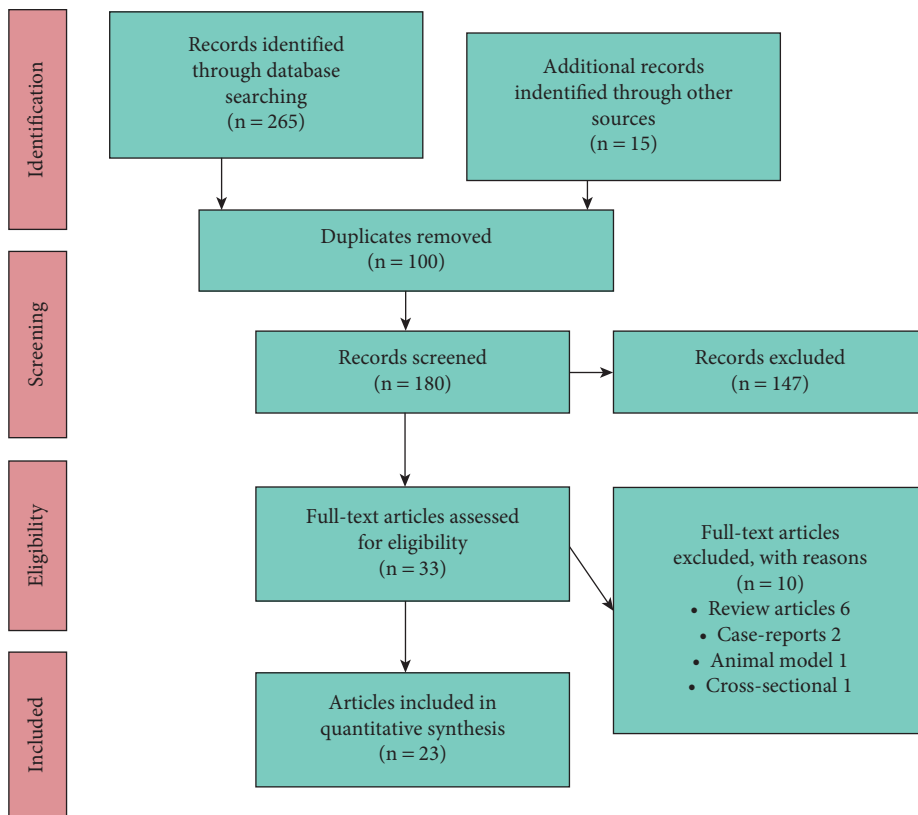 Identification
Records identified
through database
searching
(n = 265)
Additional records
indentified through other
sources
(n = 15)
Duplicates removed
(n = 100)
Screening
Records screened
(n = 180)
Records excluded
(n = 147)
Eligibility
Full-text articles assessed
for eligibility
(n = 33)
Full-text articles
excluded, with reasons
(n = 10)
• Review articles 6
• Case-reports 2
• Animal model 1
• Cross-sectional 1
Included
Articles included in
quantitative synthesis
(n = 23)